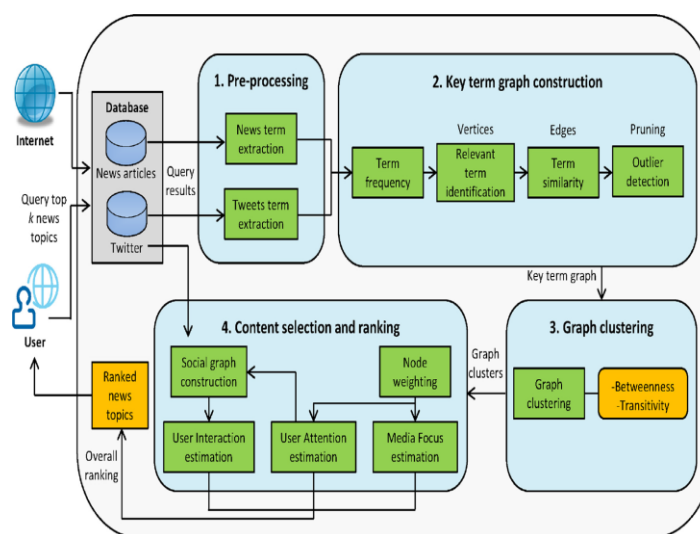 Internet
Query top
k news
topics
User
Database
News articles
Twitter
Query
results
1. Pre-processing
News term
extraction
Tweets term
extraction
2. Key term graph construction
Term
frequency
Vertices
Relevant
term
identification
Edges
Term
similarity
Pruning
Outlier
detection
Key term graph
3. Graph clustering
Graph
clustering
-Betweenness
-Transitivity
Graph
clusters
4. Content selection and ranking
Social graph
construction
Node
weighting
User Interaction
estimation
User Attention
estimation
Media Focus
estimation
Ranked
news
topics
Overall
ranking